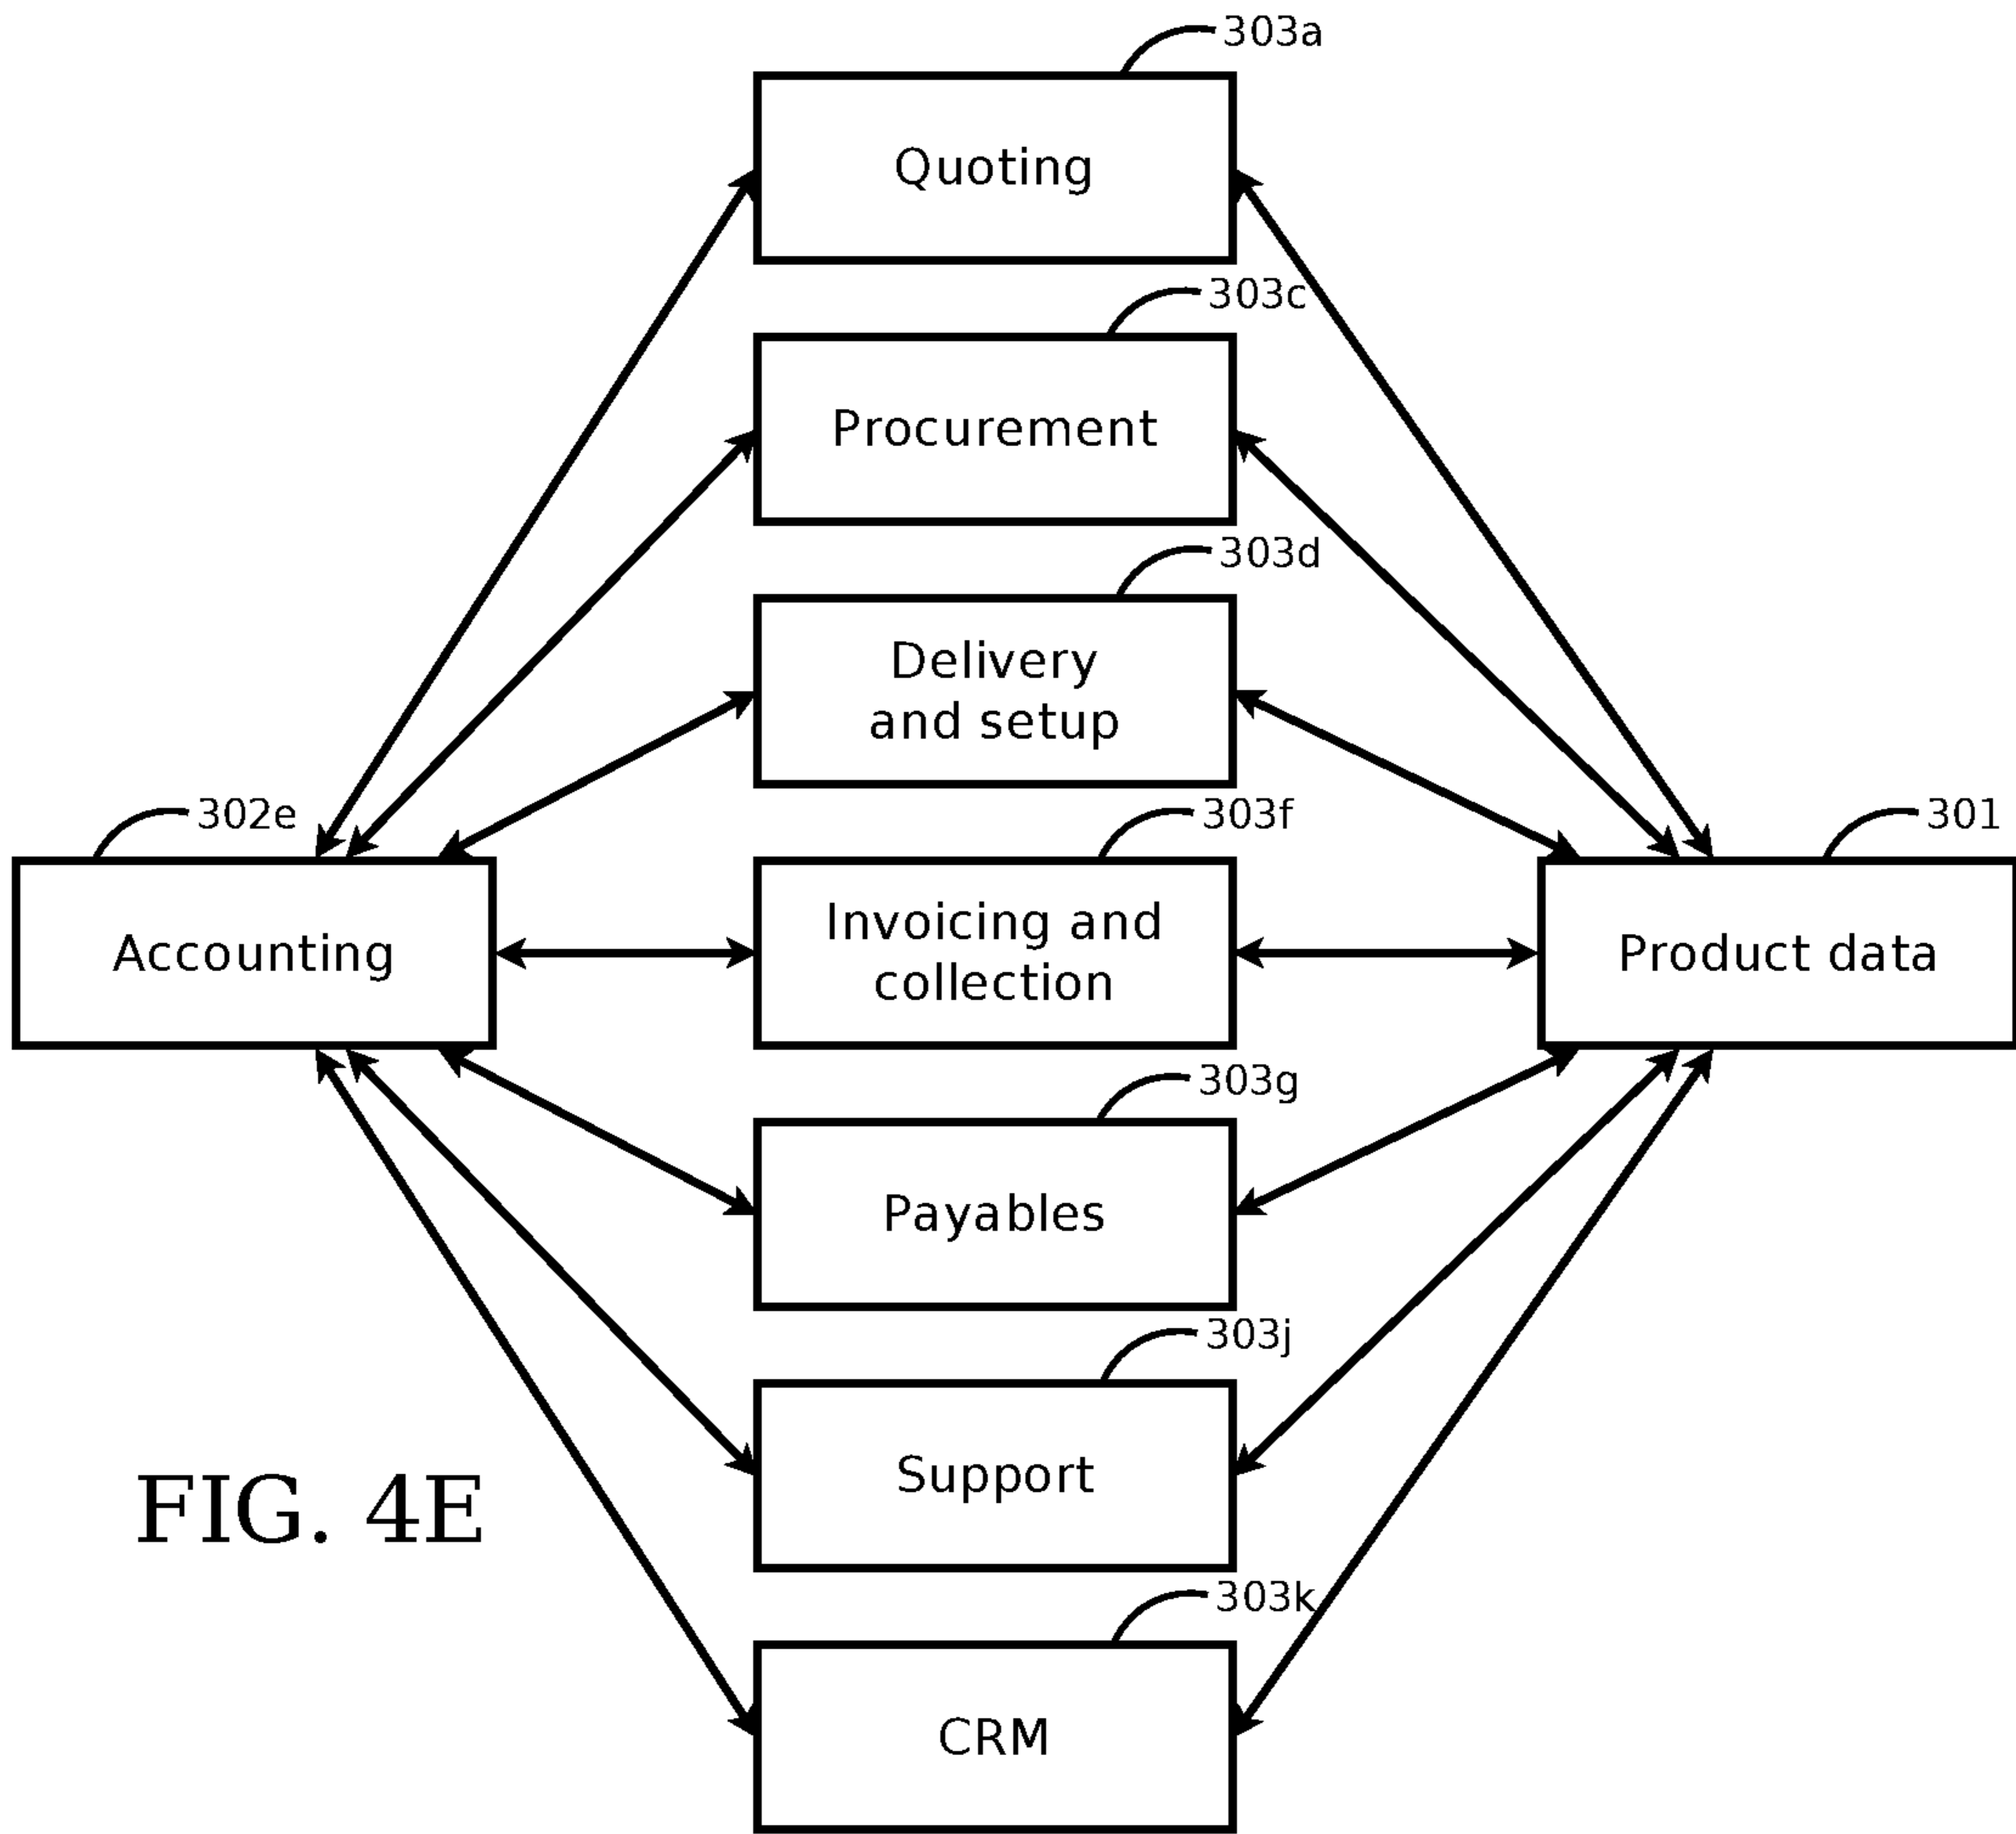 303a
Quoting
303c
Procurement
303d
Delivery
and setup
302e
303f
301
Accounting
Invoicing and
collection
Product data
303g
Payables
303j
Support
FIG. 4E
303k
CRM